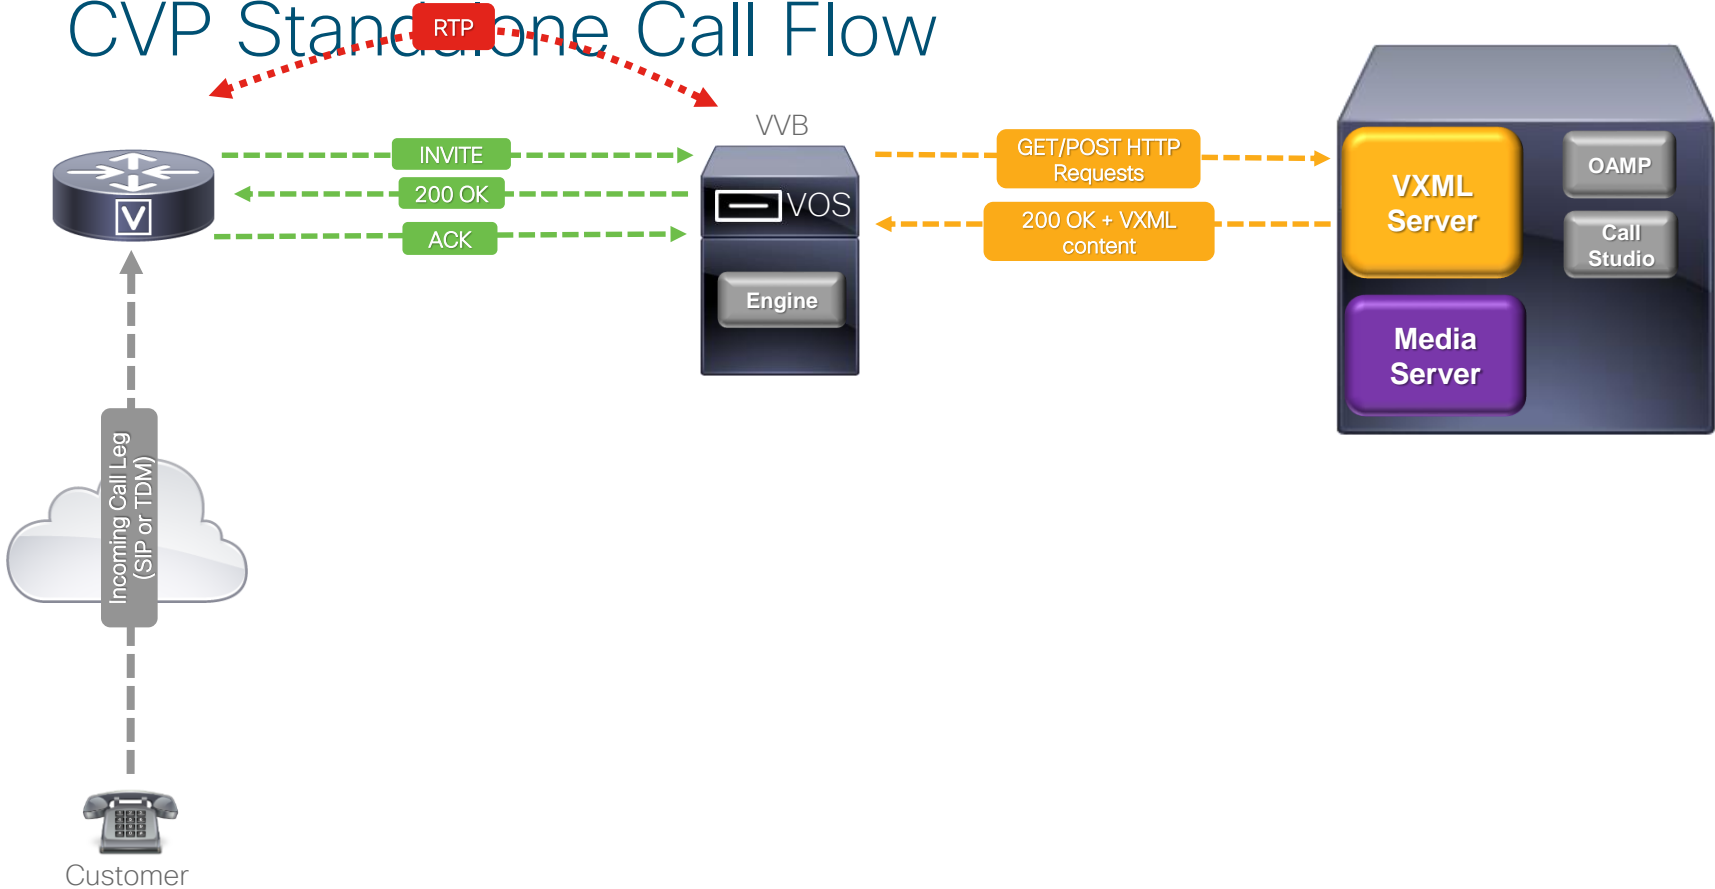 CVP Standalone Call Flow
RTP
VVB
INVITE
200 OK
ACK
VOS
Engine
GET/POST HTTP
Requests
200 OK + VXML
content
VXML
Server
OAMP
Call
Studio
Media
Server
V
Incoming Call Leg
(SIP or TDM)
Customer